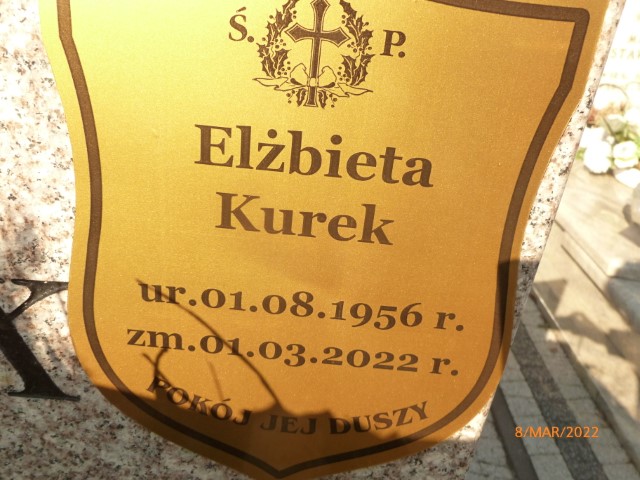 Ś. P.
Elżbieta
Kurek
ur.01.08.1956 r.
zm.01.03.2022 r.
POKÓJ JEJ DUSZY
8/MAR/2022